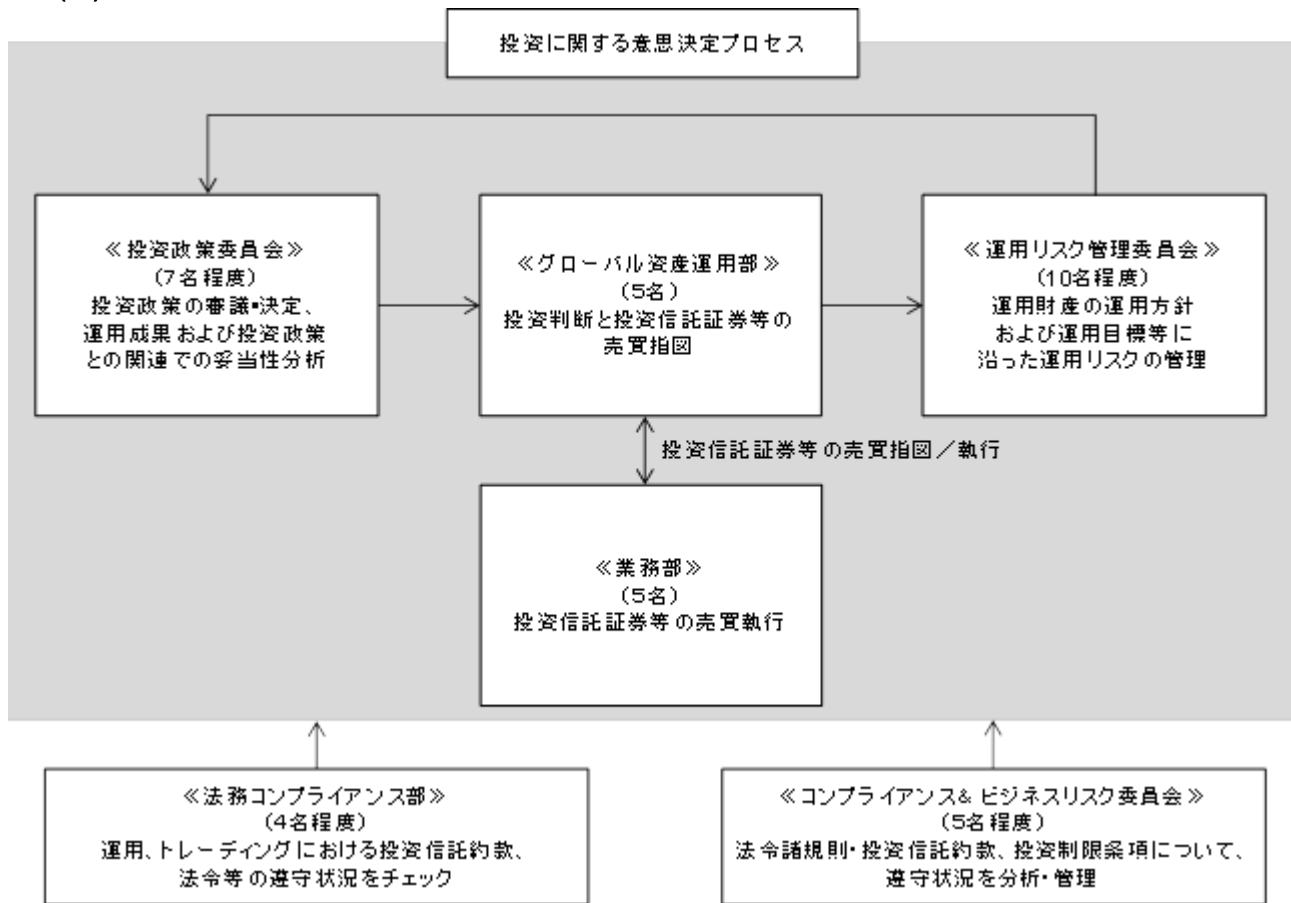 投資に関する意思決定プロセス
≪投資政策委員会≫
(7名程度)
投資政策の審議・決定、
運用成果および投資政策
との関連での妥当性分析
≪グローバル資産運用部≫
(5名)
投資判断と投資信託証券等の
売買指図
≪運用リスク管理委員会≫
(10名程度)
運用財産の運用方針
および運用目標等に
沿った運用リスクの管理
投資信託証券等の売買指図／執行
≪業務部≫
(5名)
投資信託証券等の売買執行
≪法務コンプライアンス部≫
(4名程度)
運用、トレーディングにおける投資信託約款、
法令等の遵守状況をチェック
≪コンプライアンス& ビジネスリスク委員会≫
(5名程度)
法令諸規則・投資信託約款、投資制限条項について、
遵守状況を分析・管理